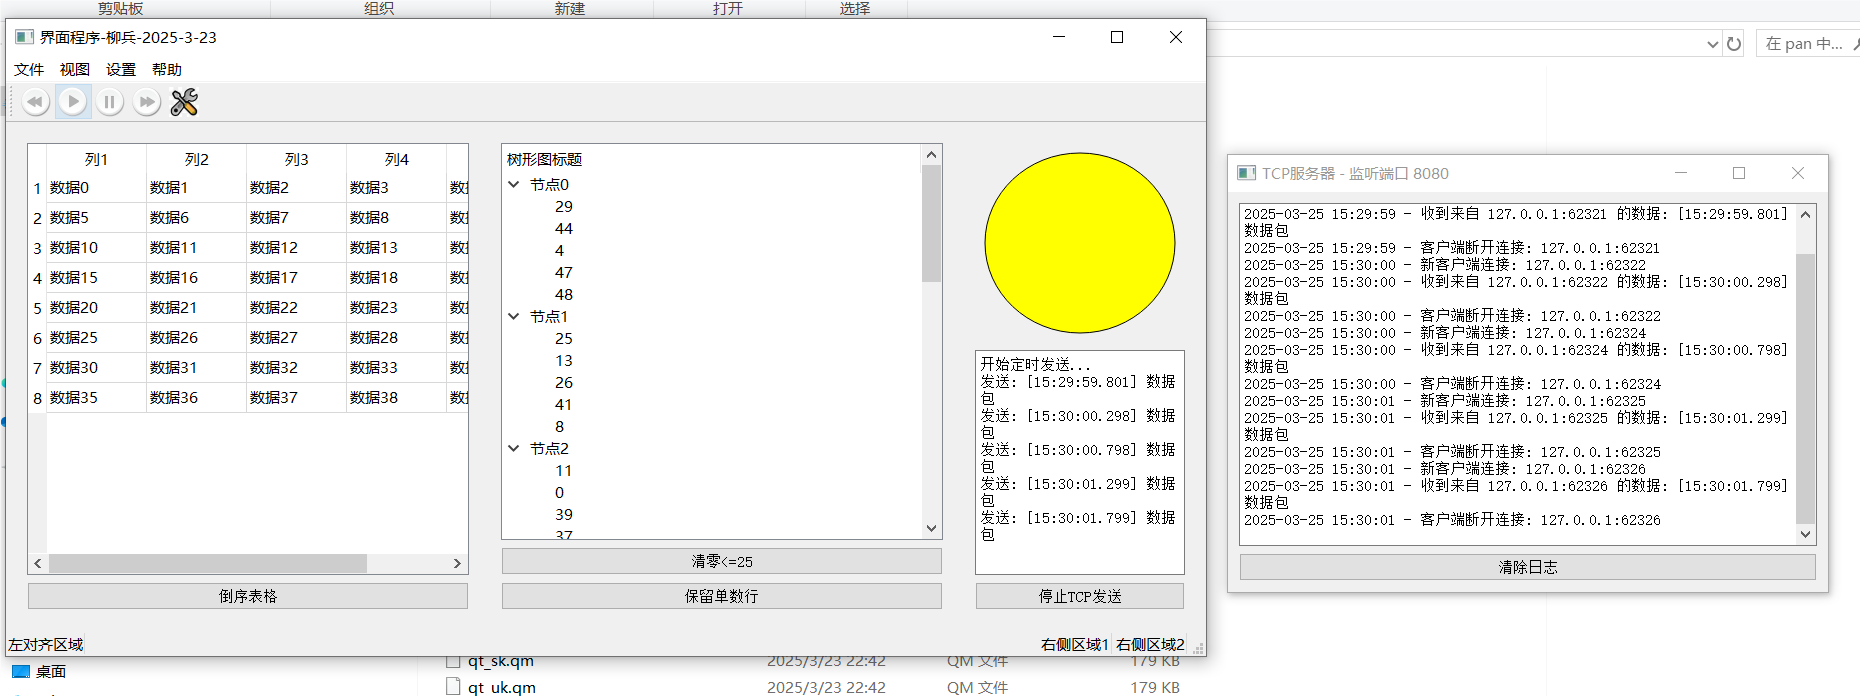 剪贴板
组织
新建
打开
选择
在 pan 中...
界面程序-柳兵-2025-3-23
文件 视图 设置 帮助
列1 列2 列3 列4
1 数据0 数据1 数据2 数据3 数
2 数据5 数据6 数据7 数据8 数
3 数据10 数据11 数据12 数据13 数
4 数据15 数据16 数据17 数据18 数
5 数据20 数据21 数据22 数据23 数
6 数据25 数据26 数据27 数据28 数
7 数据30 数据31 数据32 数据33 数
8 数据35 数据36 数据37 数据38 数
倒序表格
树形图标题
节点0
29
44
4
47
48
节点1
25
13
26
41
8
节点2
11
0
39
37
清零<=25
保留单数行
开始定时发送...
发送: [15:29:59.801] 数据
包
发送: [15:30:00.298] 数据
包
发送: [15:30:00.798] 数据
包
发送: [15:30:01.299] 数据
包
发送: [15:30:01.799] 数据
包
停止TCP发送
左对齐区域
右侧区域1 右侧区域2
TCP服务器 - 监听端口 8080
2025-03-25 15:29:59 - 收到来自 127.0.0.1:62321 的数据: [15:29:59.801]
数据包
2025-03-25 15:29:59 - 客户端断开连接: 127.0.0.1:62321
2025-03-25 15:30:00 - 新客户端连接: 127.0.0.1:62322
2025-03-25 15:30:00 - 收到来自 127.0.0.1:62322 的数据: [15:30:00.298]
数据包
2025-03-25 15:30:00 - 客户端断开连接: 127.0.0.1:62322
2025-03-25 15:30:00 - 新客户端连接: 127.0.0.1:62324
2025-03-25 15:30:00 - 收到来自 127.0.0.1:62324 的数据: [15:30:00.798]
数据包
2025-03-25 15:30:00 - 客户端断开连接: 127.0.0.1:62324
2025-03-25 15:30:01 - 新客户端连接: 127.0.0.1:62325
2025-03-25 15:30:01 - 收到来自 127.0.0.1:62325 的数据: [15:30:01.299]
数据包
2025-03-25 15:30:01 - 客户端断开连接: 127.0.0.1:62325
2025-03-25 15:30:01 - 新客户端连接: 127.0.0.1:62326
2025-03-25 15:30:01 - 收到来自 127.0.0.1:62326 的数据: [15:30:01.799]
数据包
2025-03-25 15:30:01 - 客户端断开连接: 127.0.0.1:62326
清除日志
桌面
qt_sk.qm 2025/3/23 22:42 QM 文件 179 KB
qt_uk.qm 2025/3/23 22:42 QM 文件 179 KB